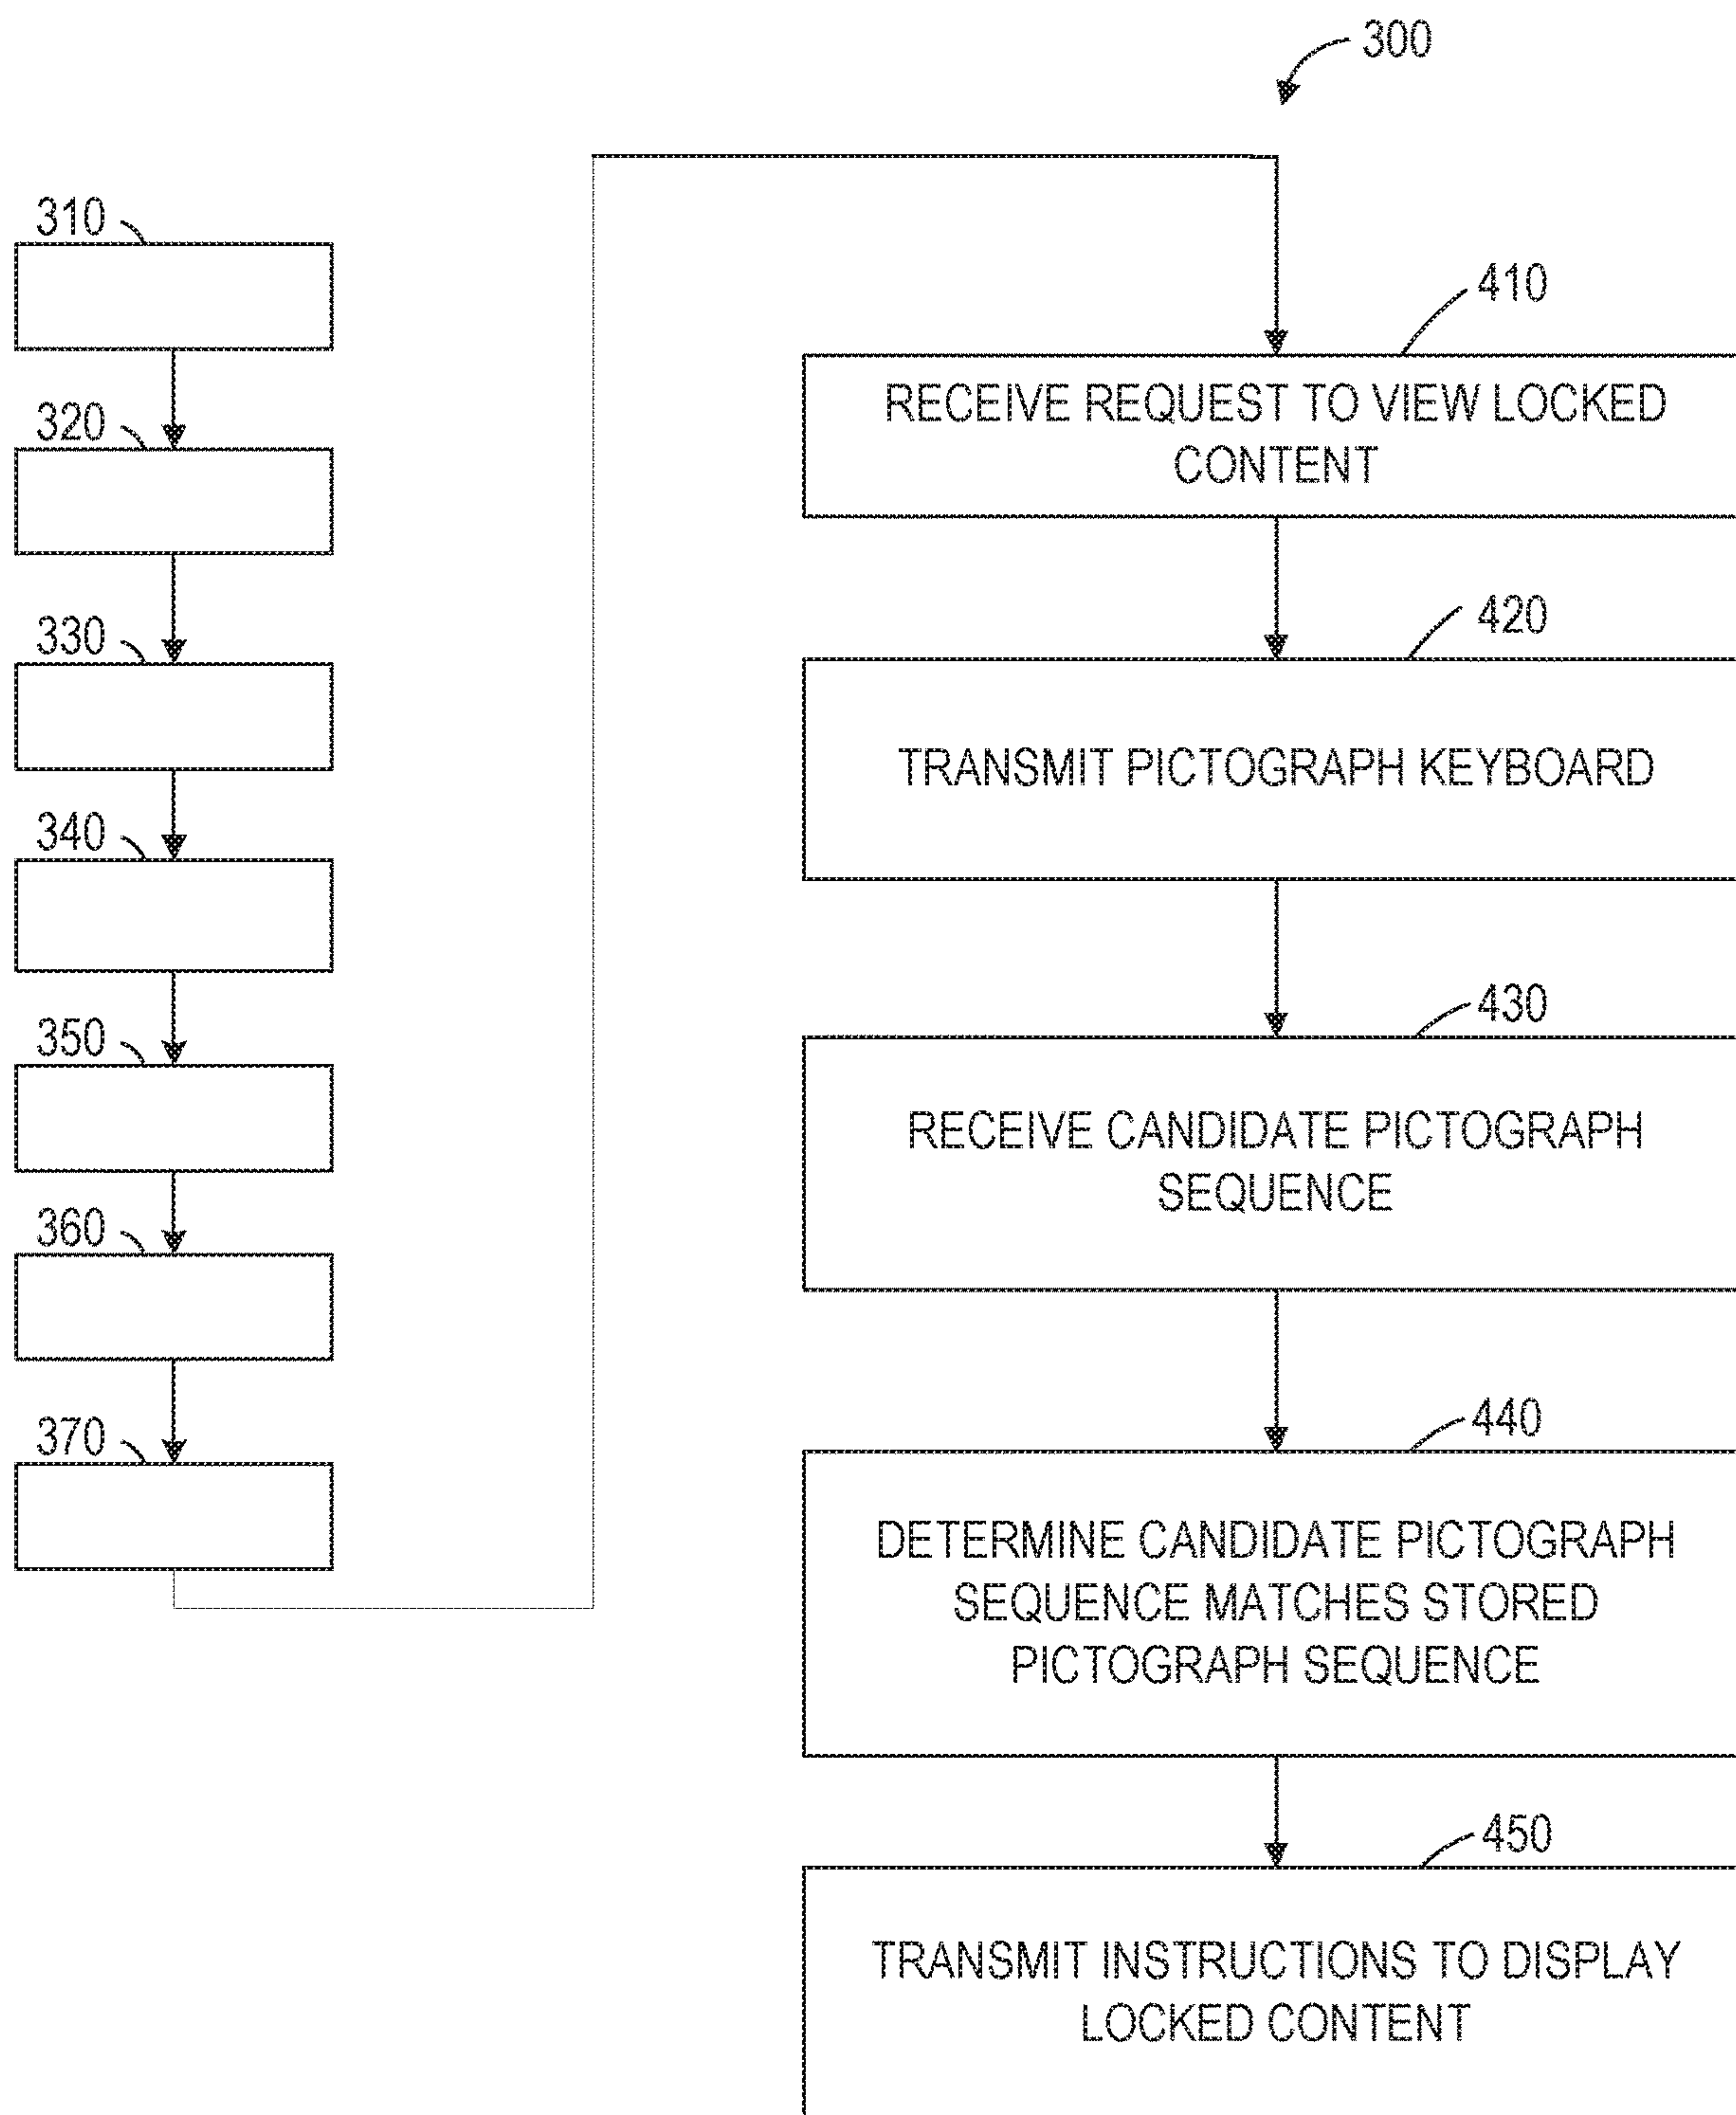 300
310
320
330
340
350
360
370
410
RECEIVE REQUEST TO VIEW LOCKED
CONTENT
420
TRANSMIT PICTOGRAPH KEYBOARD
430
RECEIVE CANDIDATE PICTOGRAPH
SEQUENCE
440
DETERMINE CANDIDATE PICTOGRAPH
SEQUENCE MATCHES STORED
PICTOGRAPH SEQUENCE
450
TRANSMIT INSTRUCTIONS TO DISPLAY
LOCKED CONTENT